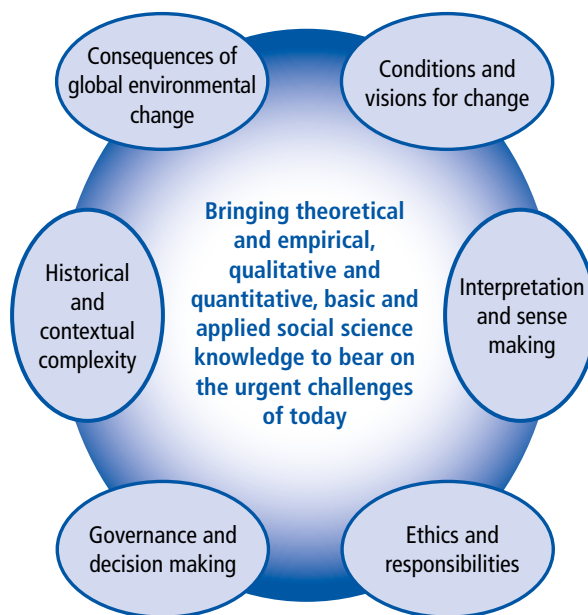 Consequences of
global environmental
change
Conditions and
visions for change
Bringing theoretical
and empirical,
qualitative and
quantitative, basic and
applied social science
knowledge to bear on
the urgent challenges
of today
Historical
and
contextual
complexity
Interpretation
and sense
making
Governance and
decision making
Ethics and
responsibilities